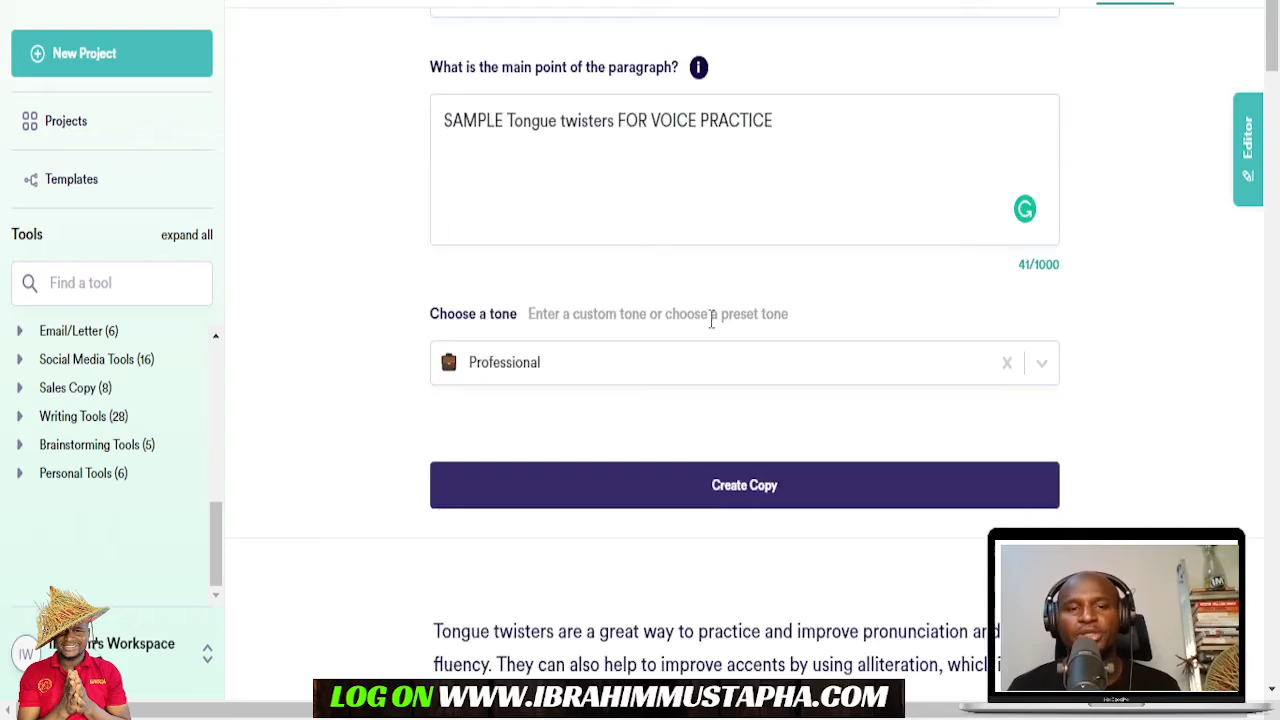 New Project
Projects
Templates
Tools
expand all
Find a tool
Email/Letter (6)
Social Media Tools (16)
Sales Copy (8)
Writing Tools (28)
Brainstorming Tools (5)
Personal Tools (6)
IW
's Workspace
What is the main point of the paragraph?
i
SAMPLE Tongue twisters FOR VOICE PRACTICE
41/1000
Choose a tone Enter a custom tone or choose a preset tone
Professional
Create Copy
Tongue twisters are a great way to practice and improve pronunciation and
fluency. They can also help to improve accents by using alliteration, which
Editor
LOG ON WWW.IBRAHIMMUSTAPHA.COM